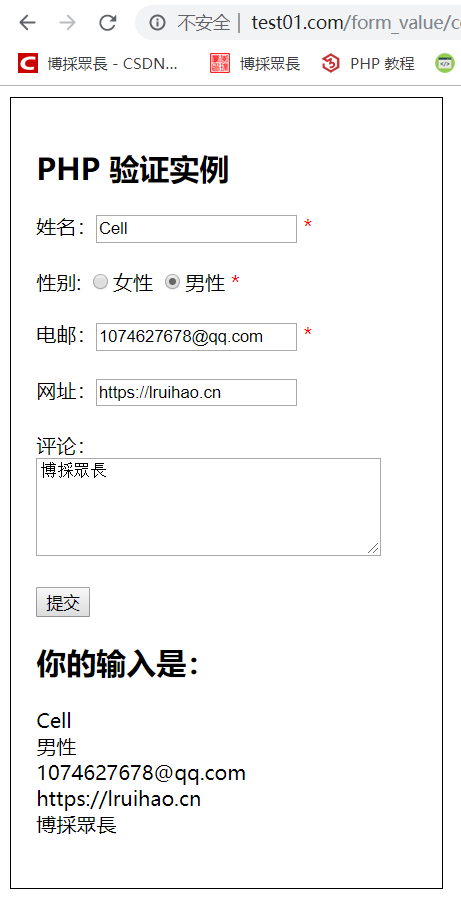 不安全 | test01.com/form_value/c
博採眾長 - CSDN... 博採眾長 PHP 教程
PHP 验证实例
姓名: Cell *
性别: 女性 男性 *
电邮: 1074627678@qq.com *
网址: https://lruihao.cn
评论:
博採眾長
提交
你的输入是:
Cell
男性
1074627678@qq.com
https://lruihao.cn
博採眾長